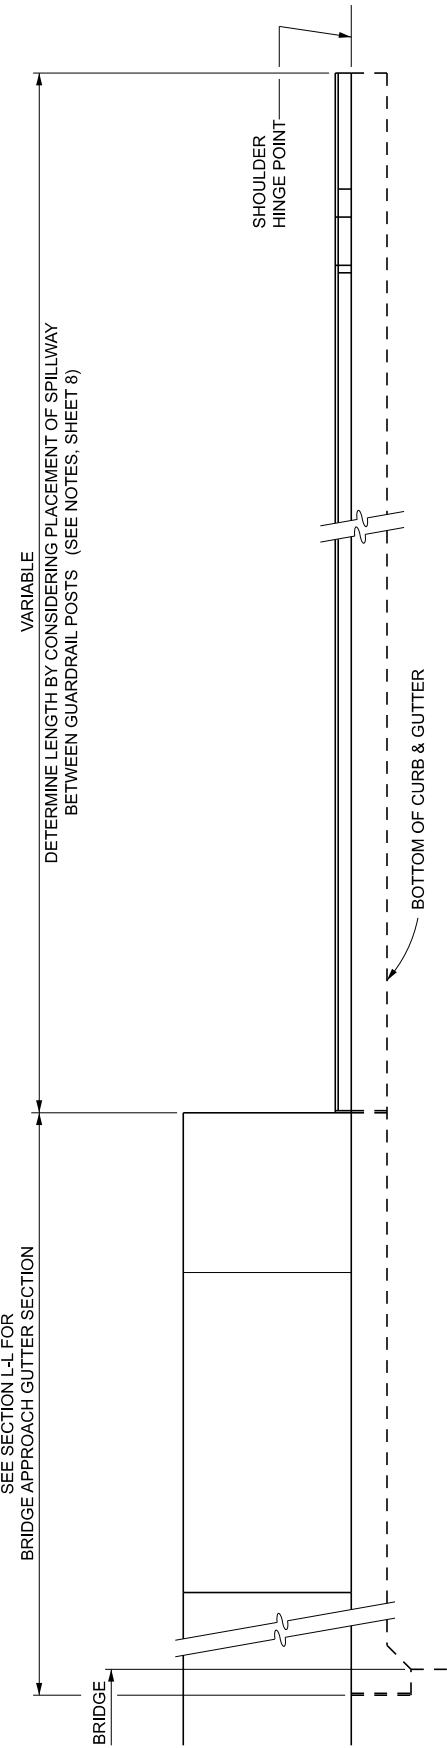 BRIDGE
SEE SECTION L-L FOR
BRIDGE APPROACH GUTTER SECTION
VARIABLE
DETERMINE LENGTH BY CONSIDERING PLACEMENT OF SPILLWAY
BETWEEN GUARDRAIL POSTS (SEE NOTES, SHEET 8)
SHOULDER
HINGE POINT
BOTTOM OF CURB & GUTTER